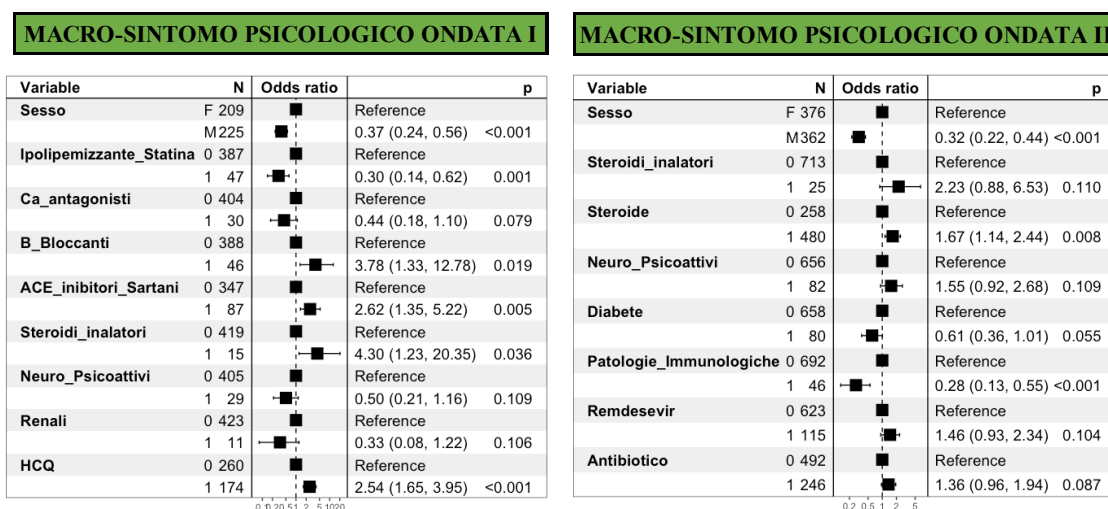 MACRO-SINTOMO PSICOLOGICO ONDATA I
Variable N Odds ratio p
Sesso F 209 Reference
M 225 0.37 (0.24, 0.56) <0.001
Ipolipemizzante_Statina 0 387 Reference
1 47 0.30 (0.14, 0.62) 0.001
Ca_antagonisti 0 404 Reference
1 30 0.44 (0.18, 1.10) 0.079
B_Bloccanti 0 388 Reference
1 46 3.78 (1.33, 12.78) 0.019
ACE_inibitori_Sartani 0 347 Reference
1 87 2.62 (1.35, 5.22) 0.005
Steroidi_inalatori 0 419 Reference
1 15 4.30 (1.23, 20.35) 0.036
Neuro_Psicoattivi 0 405 Reference
1 29 0.50 (0.21, 1.16) 0.109
Renali 0 423 Reference
1 11 0.33 (0.08, 1.22) 0.106
HCQ 0 260 Reference
1 174 2.54 (1.65, 3.95) <0.001
MACRO-SINTOMO PSICOLOGICO ONDATA II
Variable N Odds ratio p
Sesso F 376 Reference
M 362 0.32 (0.22, 0.44) <0.001
Steroidi_inalatori 0 713 Reference
1 25 2.23 (0.88, 6.53) 0.110
Steroide 0 258 Reference
1 480 1.67 (1.14, 2.44) 0.008
Neuro_Psicoattivi 0 656 Reference
1 82 1.55 (0.92, 2.68) 0.109
Diabete 0 658 Reference
1 80 0.61 (0.36, 1.01) 0.055
Patologie_Immunologiche 0 692 Reference
1 46 0.28 (0.13, 0.55) <0.001
Remdesevir 0 623 Reference
1 115 1.46 (0.93, 2.34) 0.104
Antibiotico 0 492 Reference
1 246 1.36 (0.96, 1.94) 0.087
0.2 0.5 1 2 5